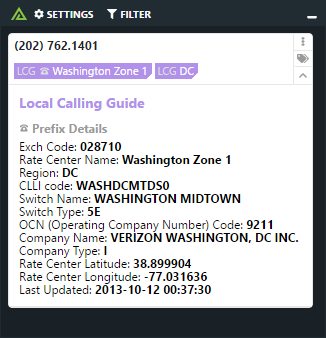 SETTINGS FILTER
(202) 762.1401
LCG ☎ Washington Zone 1 LCG DC
Local Calling Guide
☎ Prefix Details
Exch Code: 028710
Rate Center Name: Washington Zone 1
Region: DC
CLLI code: WASHDCMTDS0
Switch Name: WASHINGTON MIDTOWN
Switch Type: 5E
OCN (Operating Company Number) Code: 9211
Company Name: VERIZON WASHINGTON, DC INC.
Company Type: I
Rate Center Latitude: 38.899904
Rate Center Longitude: -77.031636
Last Updated: 2013-10-12 00:37:30